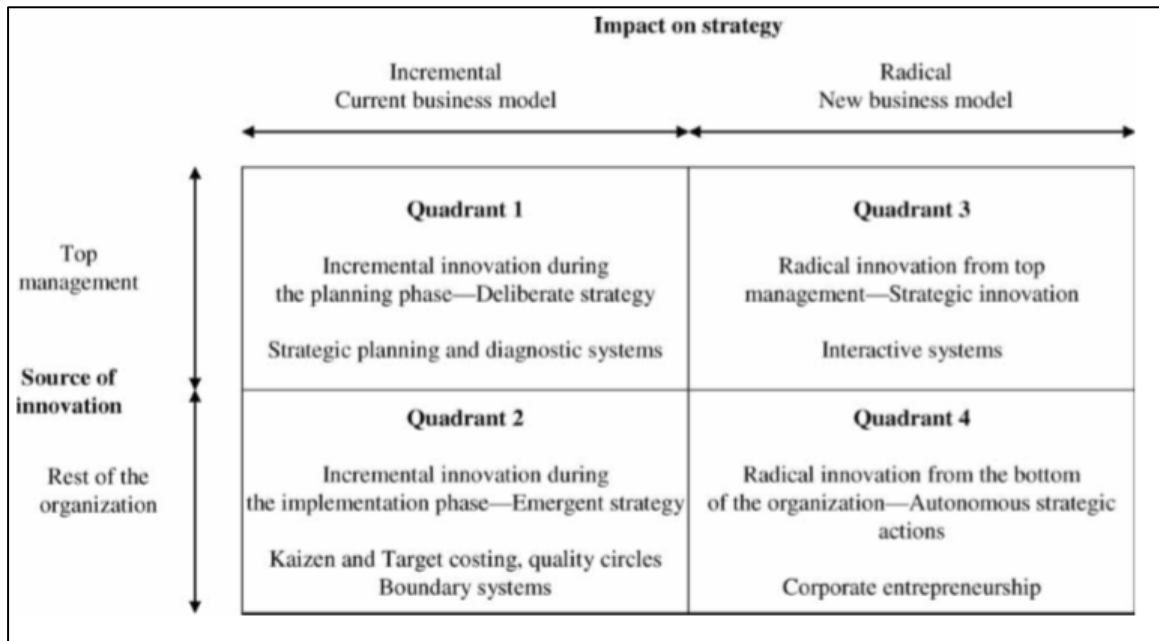 Impact on strategy
Incremental
Current business model
Radical
New business model
Top
management
Source of
innovation
Rest of the
organization
Quadrant 1
Incremental innovation during
the planning phase—Deliberate strategy
Strategic planning and diagnostic systems
Quadrant 3
Radical innovation from top
management—Strategic innovation
Interactive systems
Quadrant 2
Incremental innovation during
the implementation phase—Emergent strategy
Kaizen and Target costing, quality circles
Boundary systems
Quadrant 4
Radical innovation from the bottom
of the organization—Autonomous strategic
actions
Corporate entrepreneurship